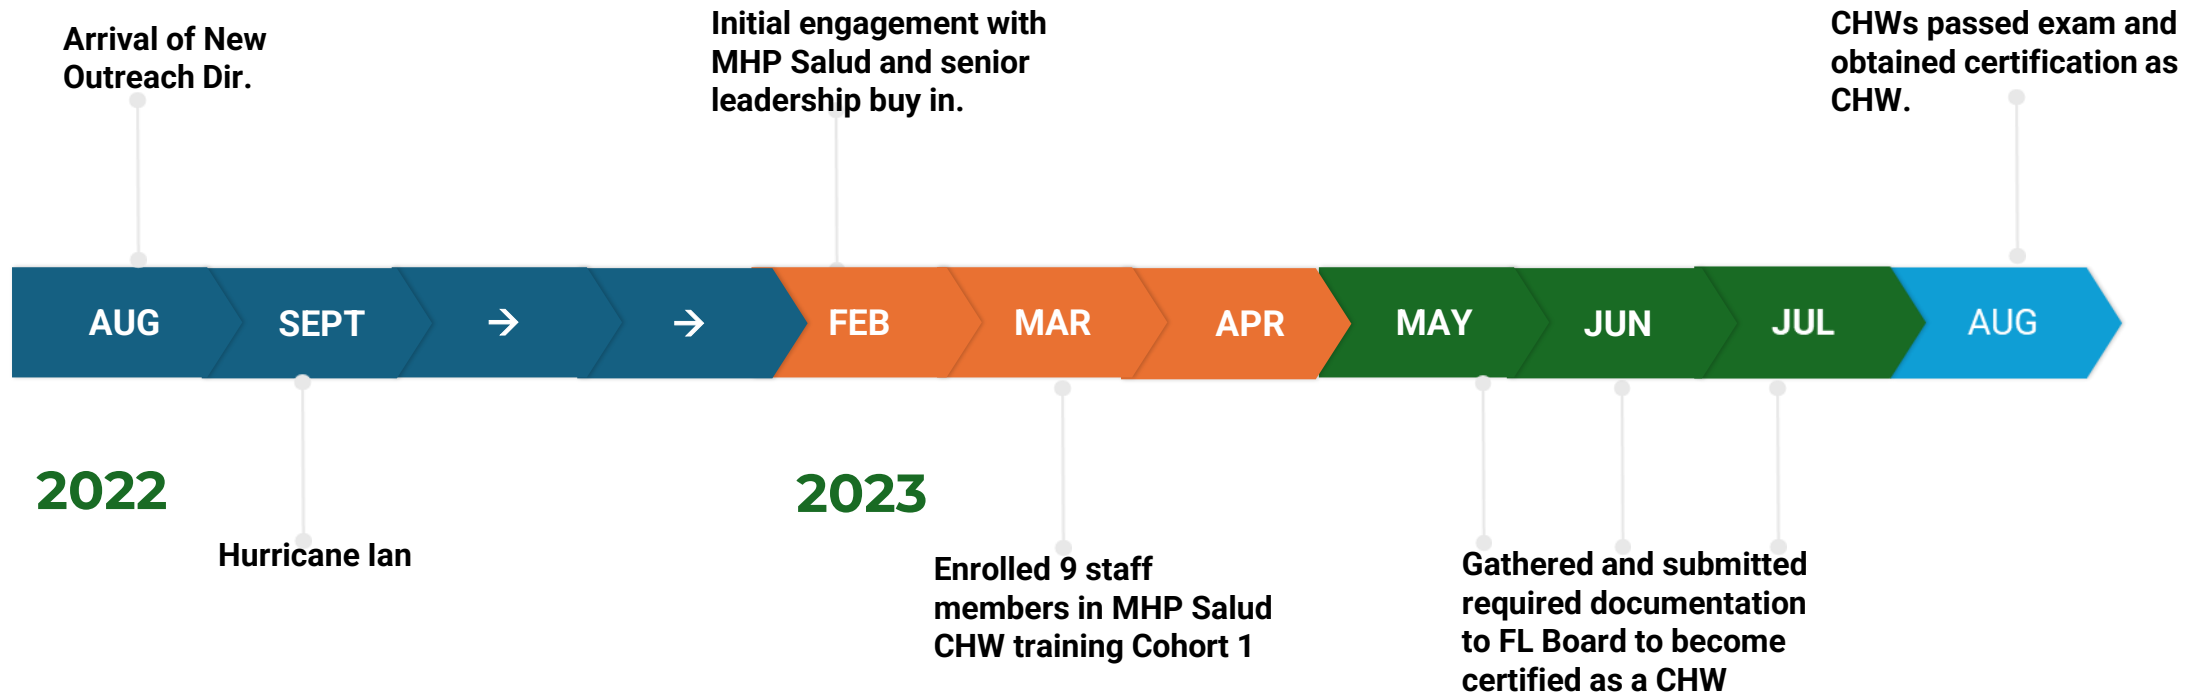 Arrival of New
Outreach Dir.
Initial engagement with
MHP Salud and senior
leadership buy in.
CHWs passed exam and
obtained certification as
CHW.
AUG
SEPT
→
→
FEB
MAR
APR
MAY
JUN
JUL
AUG
2022
2023
Hurricane Ian
Enrolled 9 staff
members in MHP Salud
CHW training Cohort 1
Gathered and submitted
required documentation
to FL Board to become
certified as a CHW